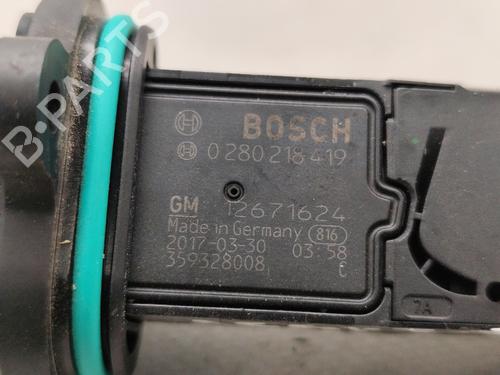 B-PARTS
BOSCH
0 280 218 419
GM 12671624
Made in Germany 816
2017-03-30 03:58
359328008 C
7A